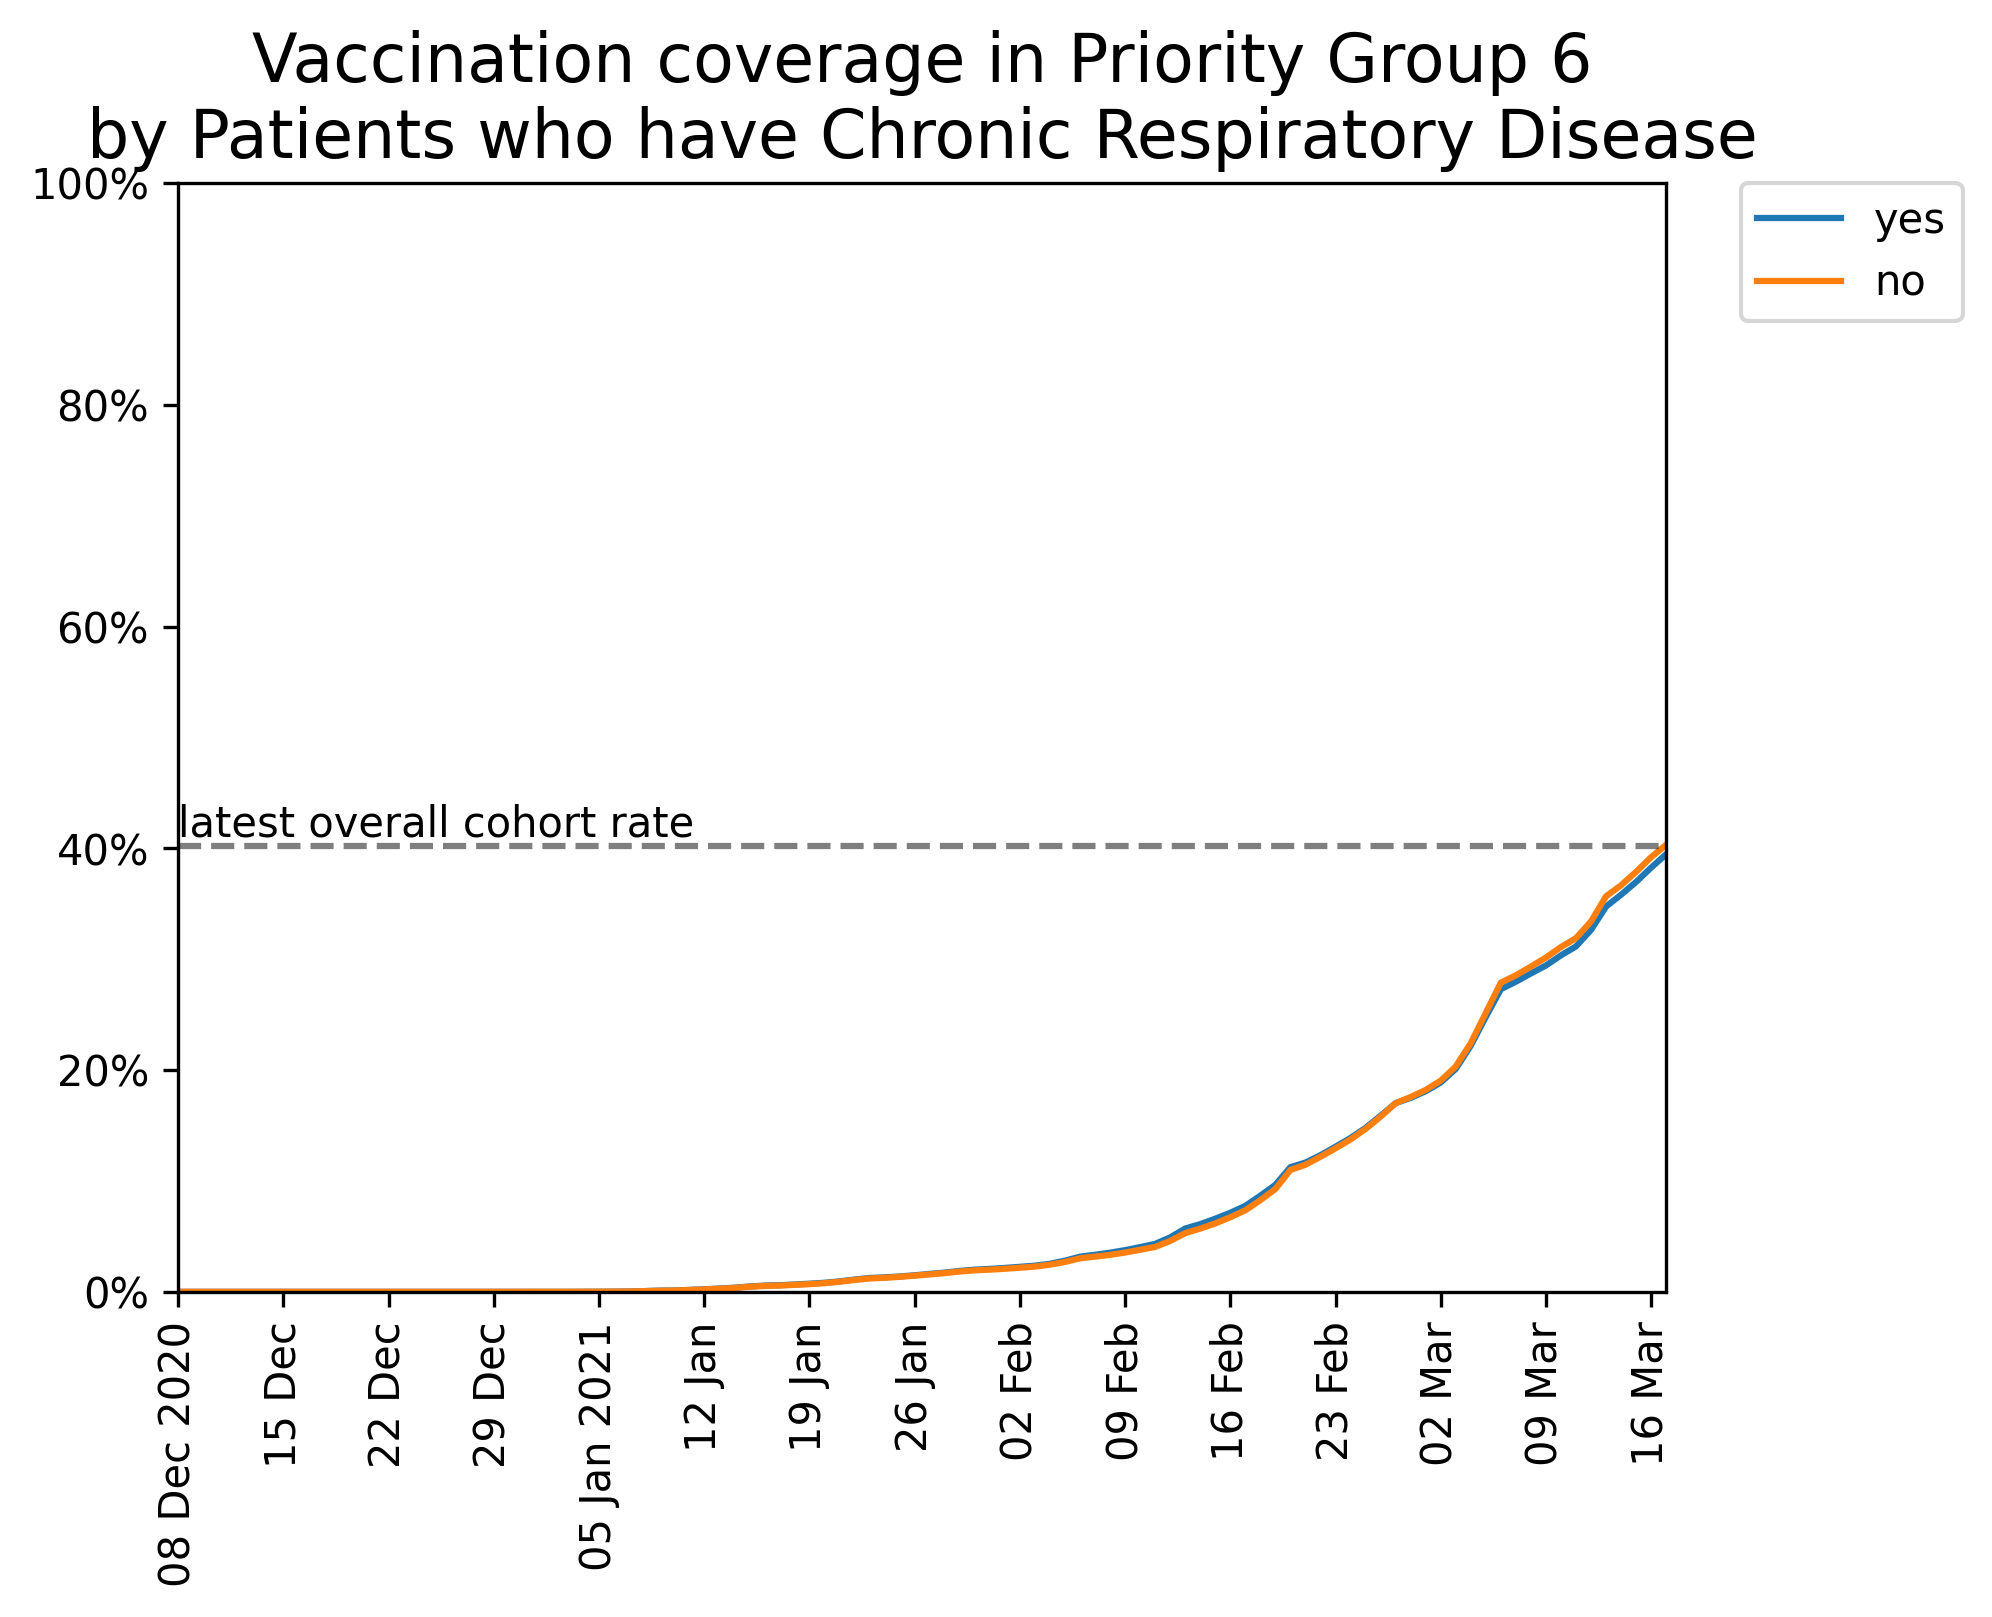 Vaccination coverage in Priority Group 6
by Patients who have Chronic Respiratory Disease
100%
80%
60%
40%
20%
0%
latest overall cohort rate
yes
no
08 Dec 2020
15 Dec
22 Dec
29 Dec
05 Jan 2021
12 Jan
19 Jan
26 Jan
02 Feb
09 Feb
16 Feb
23 Feb
02 Mar
09 Mar
16 Mar